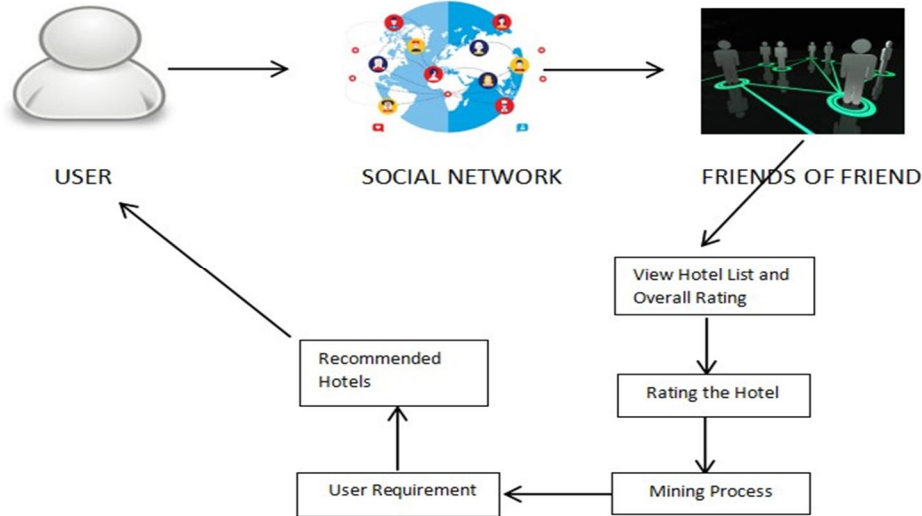 USER
SOCIAL NETWORK
FRIENDS OF FRIEND
View Hotel List and
Overall Rating
Recommended
Hotels
Rating the Hotel
User Requirement
Mining Process